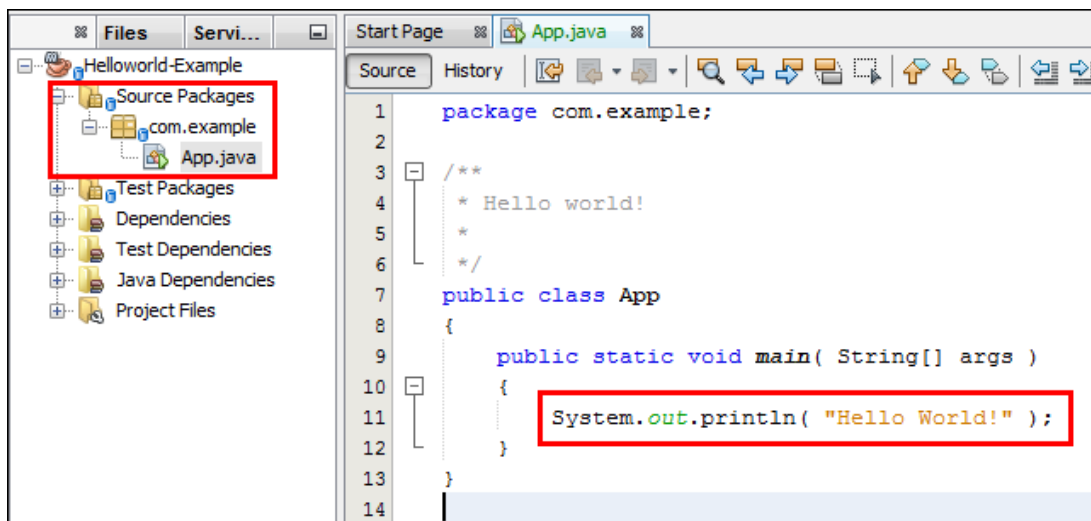 Files Servi...
Helloworld-Example
Source Packages
com.example
App.java
Test Packages
Dependencies
Test Dependencies
Java Dependencies
Project Files
Start Page App.java
Source History
1 package com.example;
2
3 /**
4 * Hello world!
5 *
6 */
7 public class App
8 {
9 public static void main( String[] args )
10 {
11 System.out.println( "Hello World!" );
12 }
13 }
14